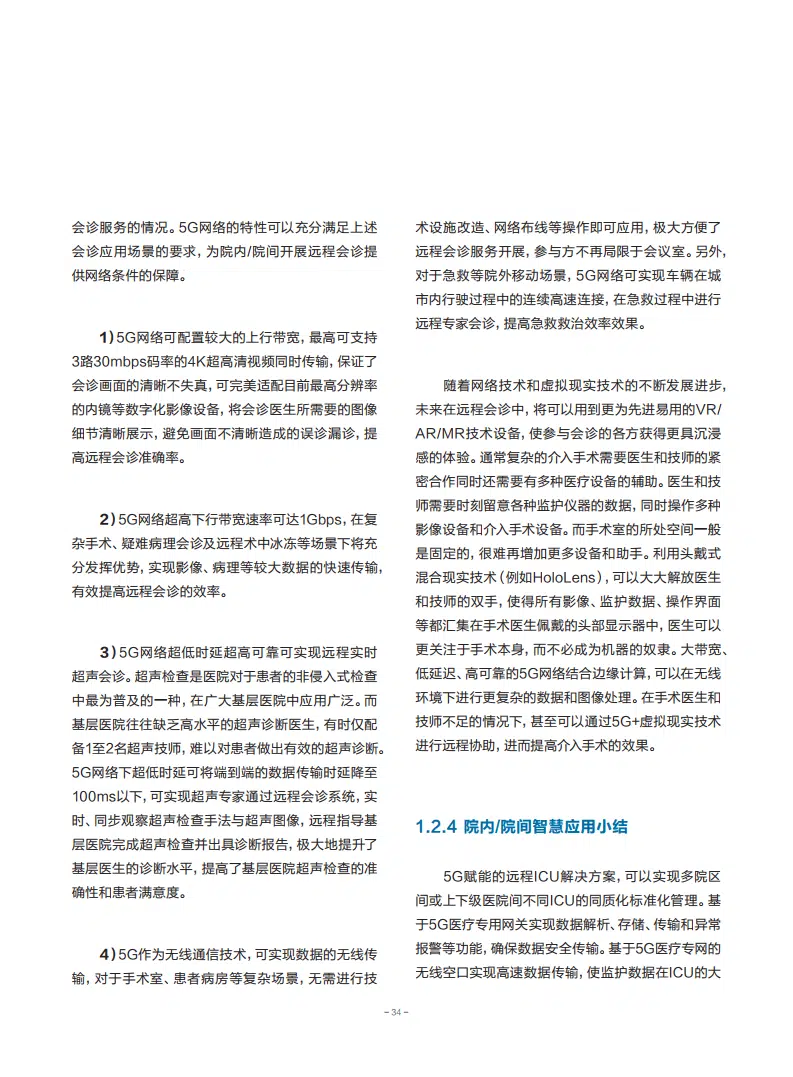 会诊服务的情况。5G网络的特性可以充分满足上述
会诊应用场景的要求，为院内/院间开展远程会诊提
供网络条件的保障。
1）5G网络可配置较大的上行带宽，最高可支持
3路30mbps码率的4K超高清视频同时传输，保证了
会诊画面的清晰不失真，可完美适配目前最高分辨率
的内镜等数字化影像设备，将会诊医生所需要的图像
细节清晰展示，避免画面不清晰造成的误诊漏诊，提
高远程会诊准确率。
2）5G网络超高下行带宽速率可达1Gbps，在复
杂手术、疑难病理会诊及远程术中冰冻等场景下将充
分发挥优势，实现影像、病理等较大数据的快速传输，
有效提高远程会诊的效率。
3）5G网络超低时延超高可靠可实现远程实时
超声会诊。超声检查是医院对于患者的非侵入式检查
中最为普及的一种，在广大基层医院中应用广泛。而
基层医院往往缺乏高水平的超声诊断医生，有时仅配
备1至2名超声技师，难以对患者做出有效的超声诊断。
5G网络下超低时延可将端到端的数据传输时延降至
100ms以下，可实现超声专家通过远程会诊系统，实
时、同步观察超声检查手法与超声图像，远程指导基
层医院完成超声检查并出具诊断报告，极大地提升了
基层医生的诊断水平，提高了基层医院超声检查的准
确性和患者满意度。
4）5G作为无线通信技术，可实现数据的无线传
输，对于手术室、患者病房等复杂场景，无需进行技
术设施改造、网络布线等操作即可应用，极大方便了
远程会诊服务开展，参与方不再局限于会议室。另外，
对于急救等院外移动场景，5G网络可实现车辆在城
市内行驶过程中的连续高速连接，在急救过程中进行
远程专家会诊，提高急救救治效率效果。
随着网络技术和虚拟现实技术的不断发展进步，
未来在远程会诊中，将可以用到更为先进易用的VR/
AR/MR技术设备，使参与会诊的各方获得更具沉浸
感的体验。通常复杂的介入手术需要医生和技师的紧
密合作同时还需要有多种医疗设备的辅助。医生和技
师需要时刻留意各种监护仪器的数据，同时操作多种
影像设备和介入手术设备。而手术室的所处空间一般
是固定的，很难再增加更多设备和助手。利用头戴式
混合现实技术（例如HoloLens），可以大大解放医生
和技师的双手，使得所有影像、监护数据、操作界面
等都汇集在手术医生佩戴的头部显示器中，医生可以
更关注于手术本身，而不必成为机器的奴隶。大带宽、
低延迟、高可靠的5G网络结合边缘计算，可以在无线
环境下进行更复杂的数据和图像处理。在手术医生和
技师不足的情况下，甚至可以通过5G+虚拟现实技术
进行远程协助，进而提高介入手术的效果。
1.2.4 院内/院间智慧应用小结
5G赋能的远程ICU解决方案，可以实现多院区
间或上下级医院间不同ICU的同质化标准化管理。基
于5G医疗专用网关实现数据解析、存储、传输和异常
报警等功能，确保数据安全传输。基于5G医疗专网的
无线空口实现高速数据传输，使监护数据在ICU的大
– 34 –